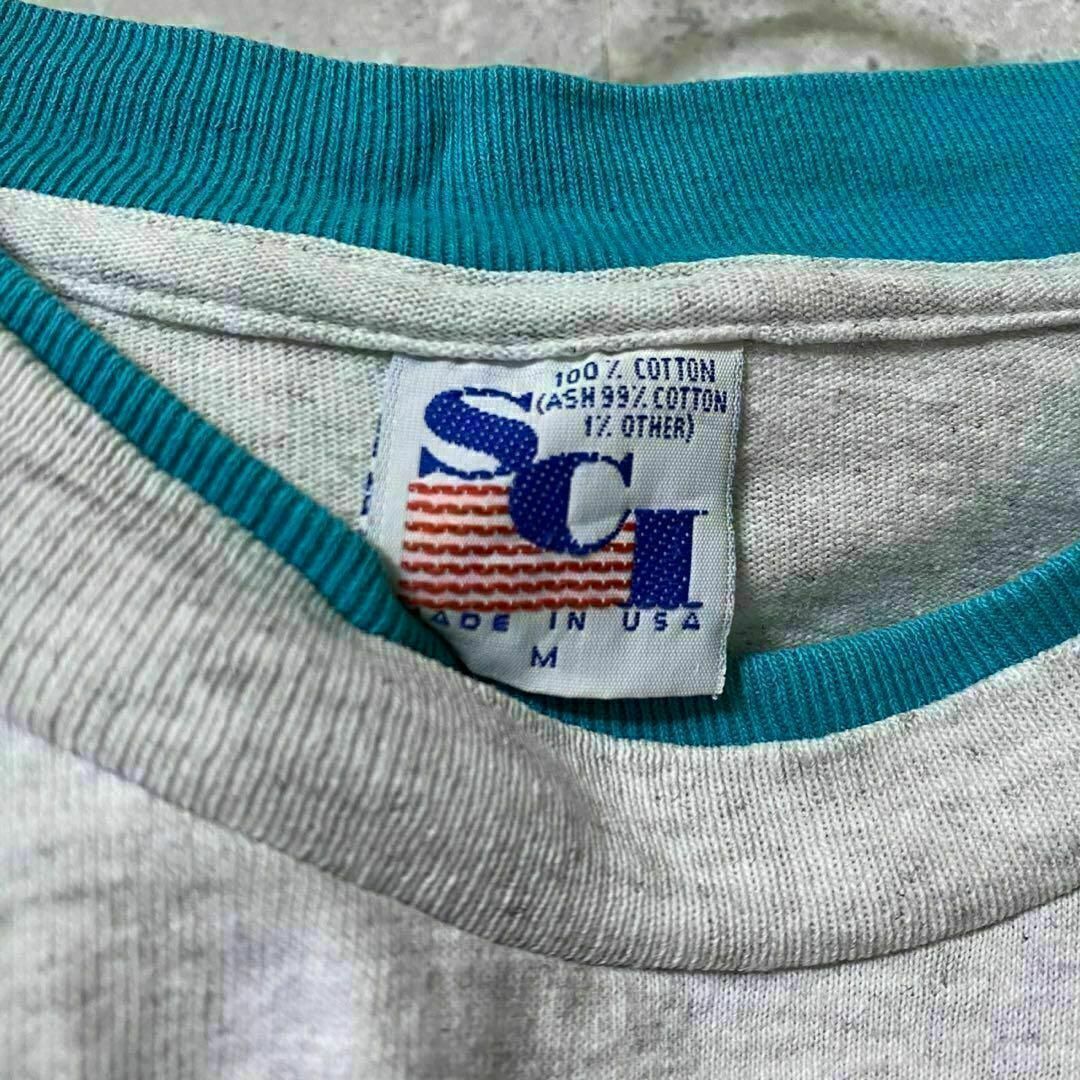 100% COTTON
(ASH 99% COTTON
1% OTHER)
SCI
ADE IN USA
M